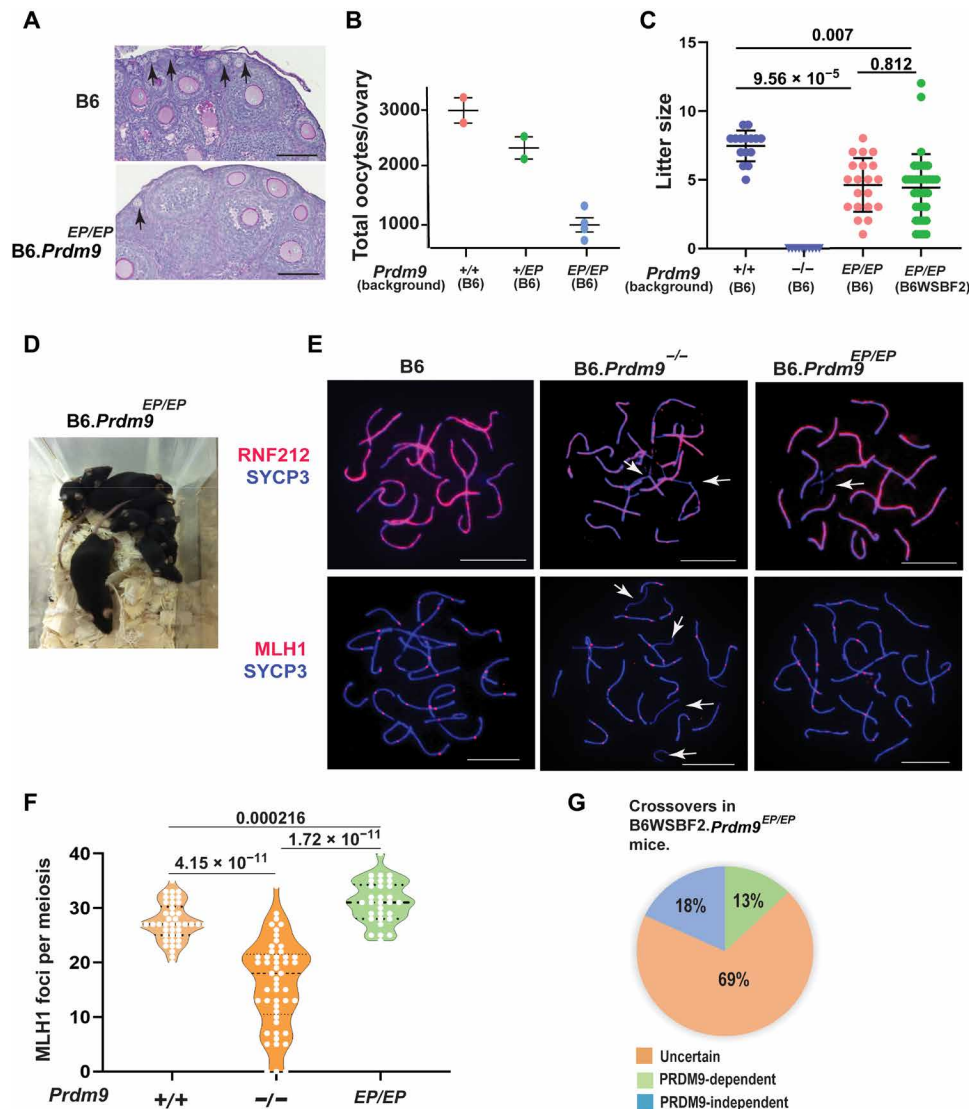 A
B6
B6.Prdm9 EP/EP
B
Total oocytes/ovary
3000
2000
1000
Prdm9
(background)
+/+
(B6)
+/EP
(B6)
EP/EP
(B6)
C
Litter size
15
10
5
0
0.007
9.56 × 10−5
0.812
Prdm9
(background)
+/+
(B6)
−/−
(B6)
EP/EP
(B6)
EP/EP
(B6WSBF2)
D
B6.Prdm9 EP/EP
E
B6
B6.Prdm9 −/−
B6.Prdm9 EP/EP
RNF212
SYCP3
MLH1
SYCP3
F
MLH1 foci per meiosis
40
30
20
10
0
0.000216
4.15 × 10−11
1.72 × 10−11
Prdm9
+/+
−/−
EP/EP
G
Crossovers in
B6WSBF2.Prdm9 EP/EP
mice.
18%
13%
69%
Uncertain
PRDM9-dependent
PRDM9-independent